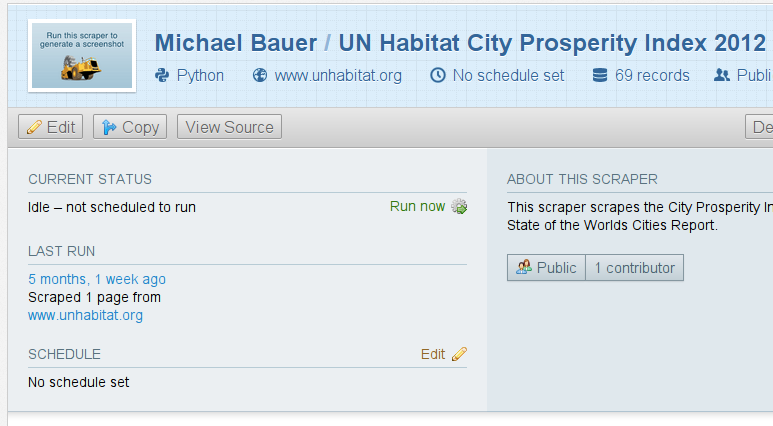 Run this scraper to
generate a screenshot
Michael Bauer / UN Habitat City Prosperity Index 2012
Python www.unhabitat.org No schedule set 69 records Publi
Edit Copy View Source De
CURRENT STATUS
Idle – not scheduled to run Run now
LAST RUN
5 months, 1 week ago
Scraped 1 page from
www.unhabitat.org
SCHEDULE Edit
No schedule set
ABOUT THIS SCRAPER
This scraper scrapes the City Prosperity In
State of the Worlds Cities Report.
Public 1 contributor